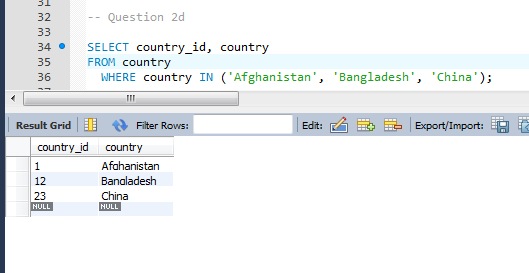 31
32 -- Question 2d
33
34 SELECT country_id, country
35 FROM country
36 WHERE country IN ('Afghanistan', 'Bangladesh', 'China');
Result Grid Filter Rows: Edit: Export/Import:
country_id country
1 Afghanistan
12 Bangladesh
23 China
NULL NULL